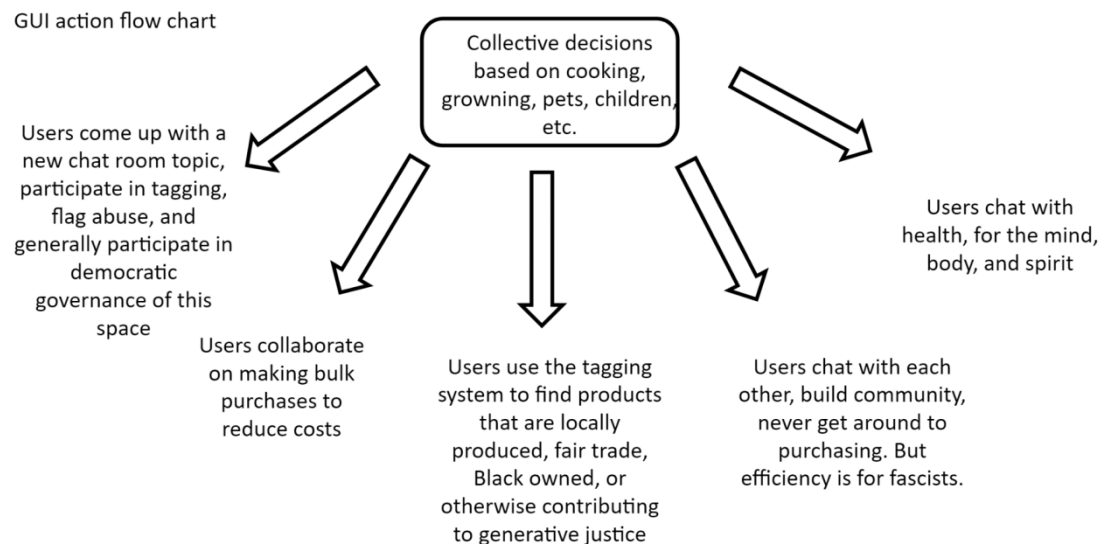 GUI action flow chart
Collective decisions
based on cooking,
growning, pets, children,
etc.
Users come up with a
new chat room topic,
participate in tagging,
flag abuse, and
generally participate in
democratic
governance of this
space
Users collaborate
on making bulk
purchases to
reduce costs
Users use the tagging
system to find products
that are locally
produced, fair trade,
Black owned, or
otherwise contributing
to generative justice
Users chat with each
other, build community,
never get around to
purchasing. But
efficiency is for fascists.
Users chat with
health, for the mind,
body, and spirit